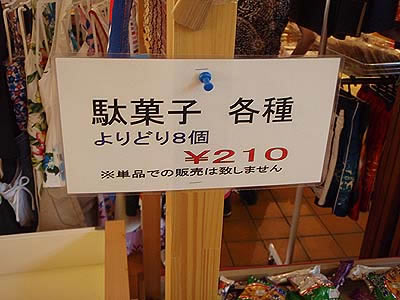 駄菓子 各種
よりどり8個
¥210
※単品での販売は致しません